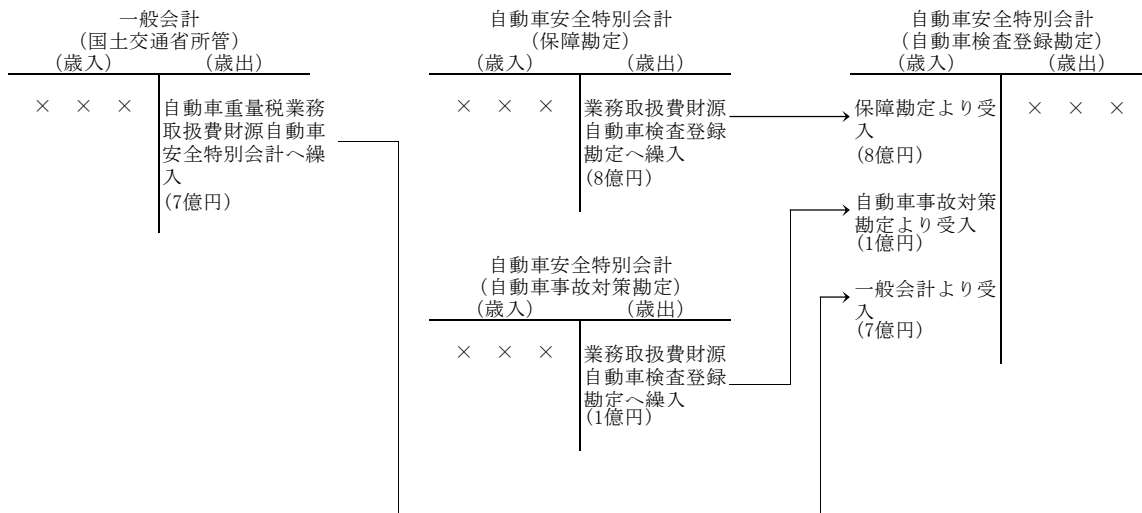 一般会計
(国土交通省所管)
(歳入) (歳出)
× × ×
自動車重量税業務
取扱費財源自動車
安全特別会計へ繰
入
(7億円)
自動車安全特別会計
(保障勘定)
(歳入) (歳出)
× × ×
業務取扱費財源
自動車検査登録
勘定へ繰入
(8億円)
自動車安全特別会計
(自動車事故対策勘定)
(歳入) (歳出)
× × ×
業務取扱費財源
自動車検査登録
勘定へ繰入
(1億円)
自動車安全特別会計
(自動車検査登録勘定)
(歳入) (歳出)
保障勘定より受
入
(8億円)
自動車事故対策
勘定より受入
(1億円)
一般会計より受
入
(7億円)
× × ×